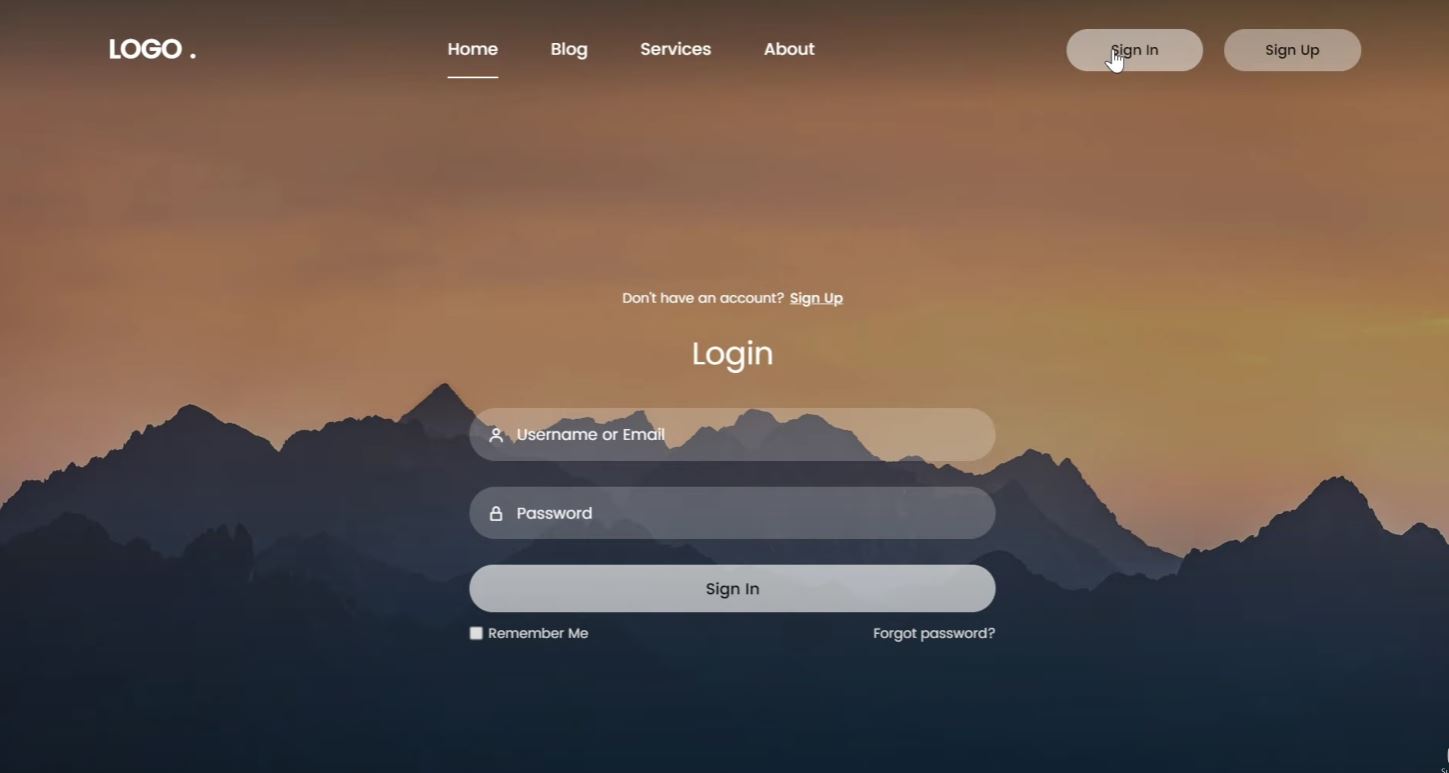 LOGO .
Home Blog Services About
Sign In Sign Up
Don't have an account? Sign Up
Login
Username or Email
Password
Sign In
Remember Me Forgot password?